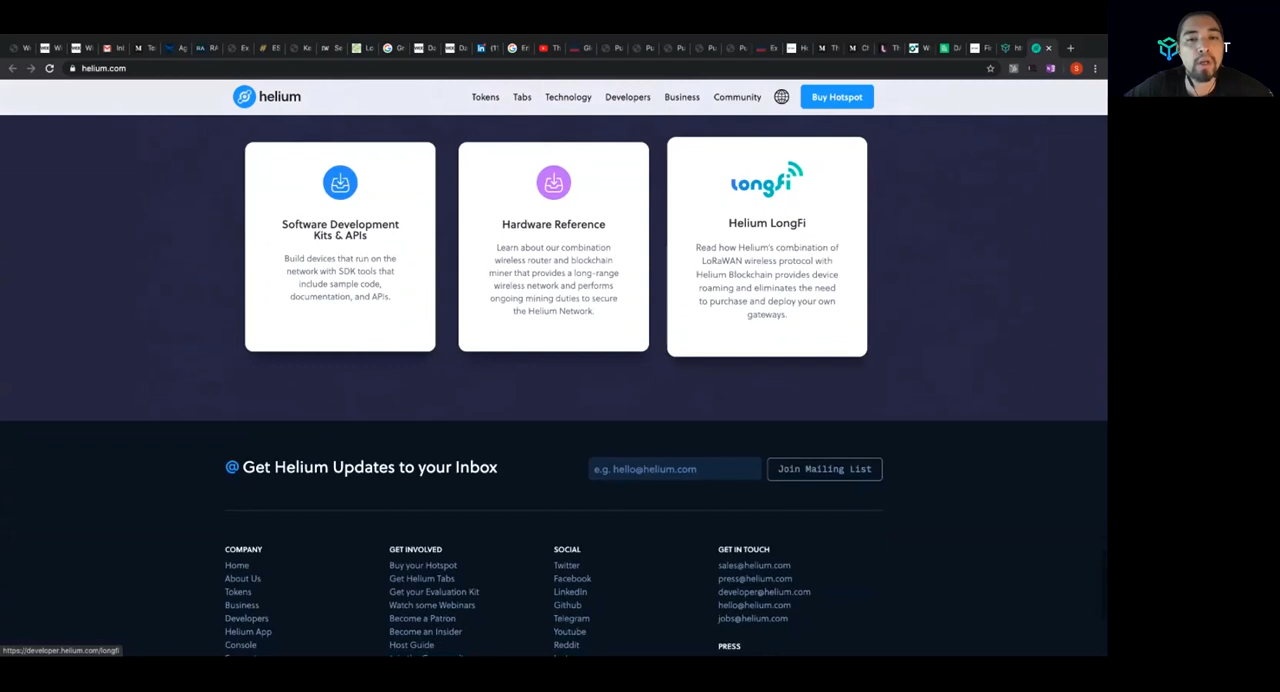 helium.com
helium
Tokens
Tabs
Technology
Developers
Business
Community
Buy Hotspot
Software Development
Kits & APIs
Build devices that run on the
network with SDK tools that
include sample code,
documentation, and APIs.
Hardware Reference
Learn about our combination
wireless router and blockchain
miner that provides a long-range
wireless network and performs
ongoing mining duties to secure
the Helium Network.
longfi
Helium LongFi
Read how Helium's combination of
LoRaWAN wireless protocol with
Helium Blockchain provides device
roaming and eliminates the need
to purchase and deploy your own
gateways.
@ Get Helium Updates to your Inbox
e.g. hello@helium.com
Join Mailing List
COMPANY
Home
About Us
Tokens
Business
Developers
Helium App
Console
GET INVOLVED
Buy your Hotspot
Get Helium Tabs
Get your Evaluation Kit
Watch some Webinars
Become a Patron
Become an Insider
Host Guide
SOCIAL
Twitter
Facebook
LinkedIn
Github
Telegram
Youtube
Reddit
GET IN TOUCH
sales@helium.com
press@helium.com
developer@helium.com
hello@helium.com
jobs@helium.com
PRESS
https://developer.helium.com/longfi